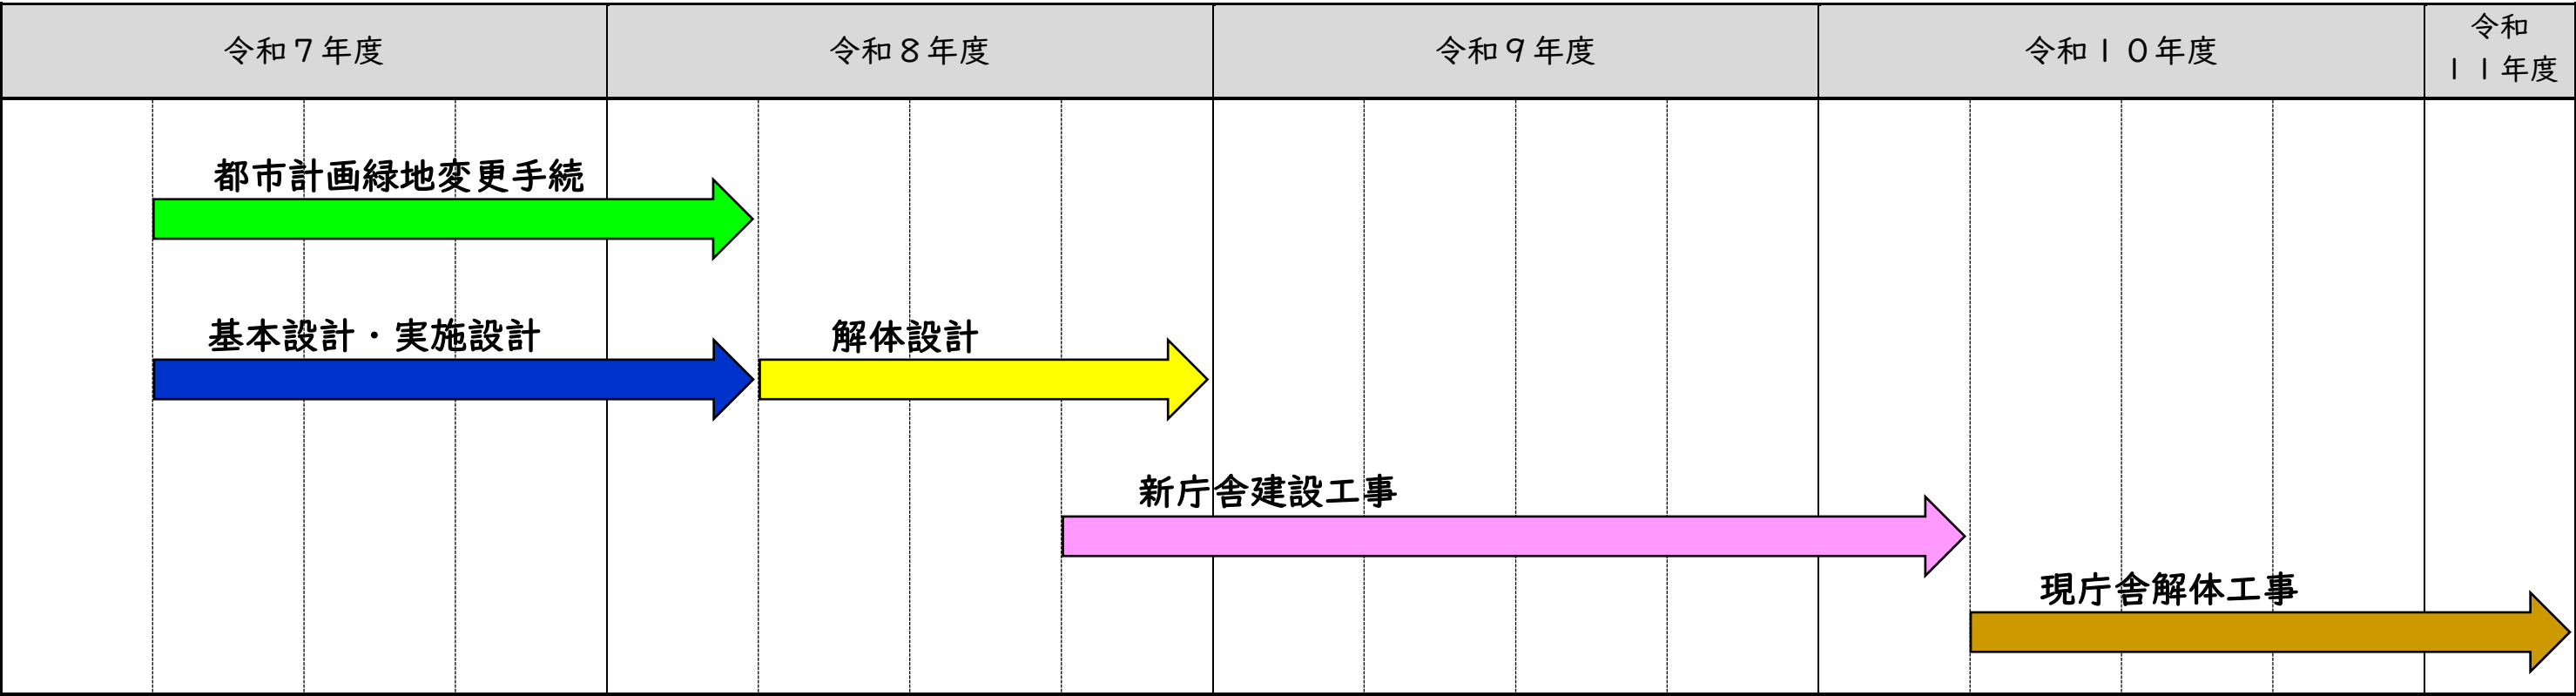 令和７年度
令和８年度
令和９年度
令和１０年度
令和
１１年度
都市計画緑地変更手続
基本設計・実施設計
解体設計
新庁舎建設工事
現庁舎解体工事